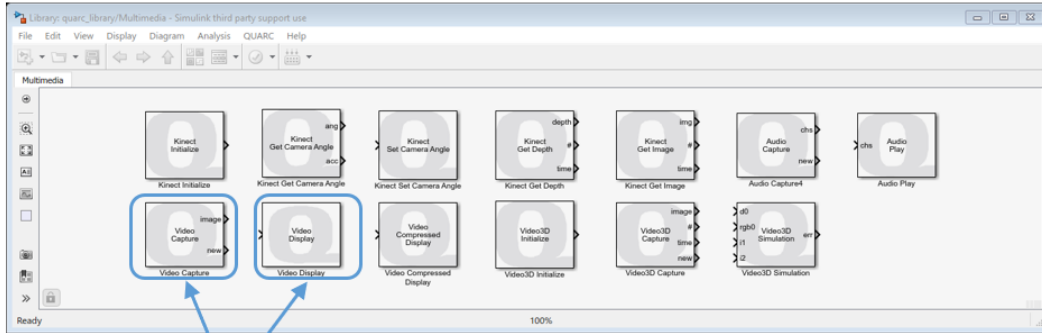 Library: quarc_library/Multimedia - Simulink third party support use
File Edit View Display Diagram Analysis QUARC Help
Multimedia
Kinect
Initialize
Kinect Initialize
Kinect
Get Camera Angle
ang
acc
Kinect Get Camera Angle
Kinect
Set Camera Angle
Kinect Set Camera Angle
Kinect
Get Depth
depth
#
time
Kinect Get Depth
Kinect
Get Image
img
#
time
Kinect Get Image
Audio
Capture
chs
new
Audio Capture4
chs
Audio
Play
Audio Play
Video
Capture
image
new
Video Capture
Video
Display
Video Display
Video
Compressed
Display
Video Compressed
Display
Video3D
Initialize
Video3D Initialize
Video3D
Capture
image
#
time
new
Video3D Capture
d0
rgb0
i1
i2
Video3D
Simulation
err
Video3D Simulation
Ready 100%